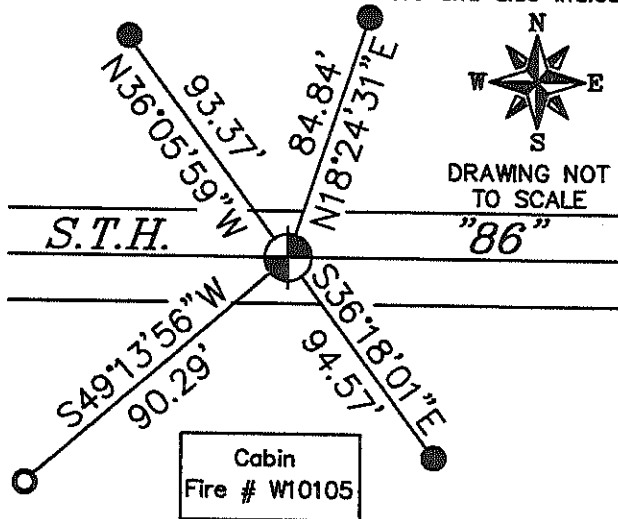 N
W E
S
DRAWING NOT
TO SCALE
93.37'
N36°05'59"W
84.84'
N18°24'31"E
S.T.H. "86"
S49°13'56"W
90.29'
S36°18'01"E
94.57'
Cabin
Fire # W10105